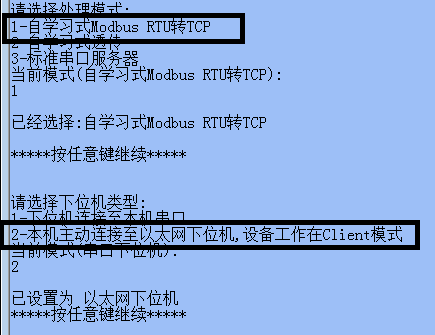 请选择处理模式:
1-自学习式Modbus RTU转TCP
2-自学习式透传
3-标准串口服务器
当前模式(自学习式Modbus RTU转TCP):
1
已经选择:自学习式Modbus RTU转TCP
*****按任意键继续*****
请选择下位机类型:
1-下位机连接至本机串口
2-本机主动连接至以太网下位机,设备工作在Client模式
当前模式(串口下位机):
2
已设置为 以太网下位机
*****按任意键继续*****